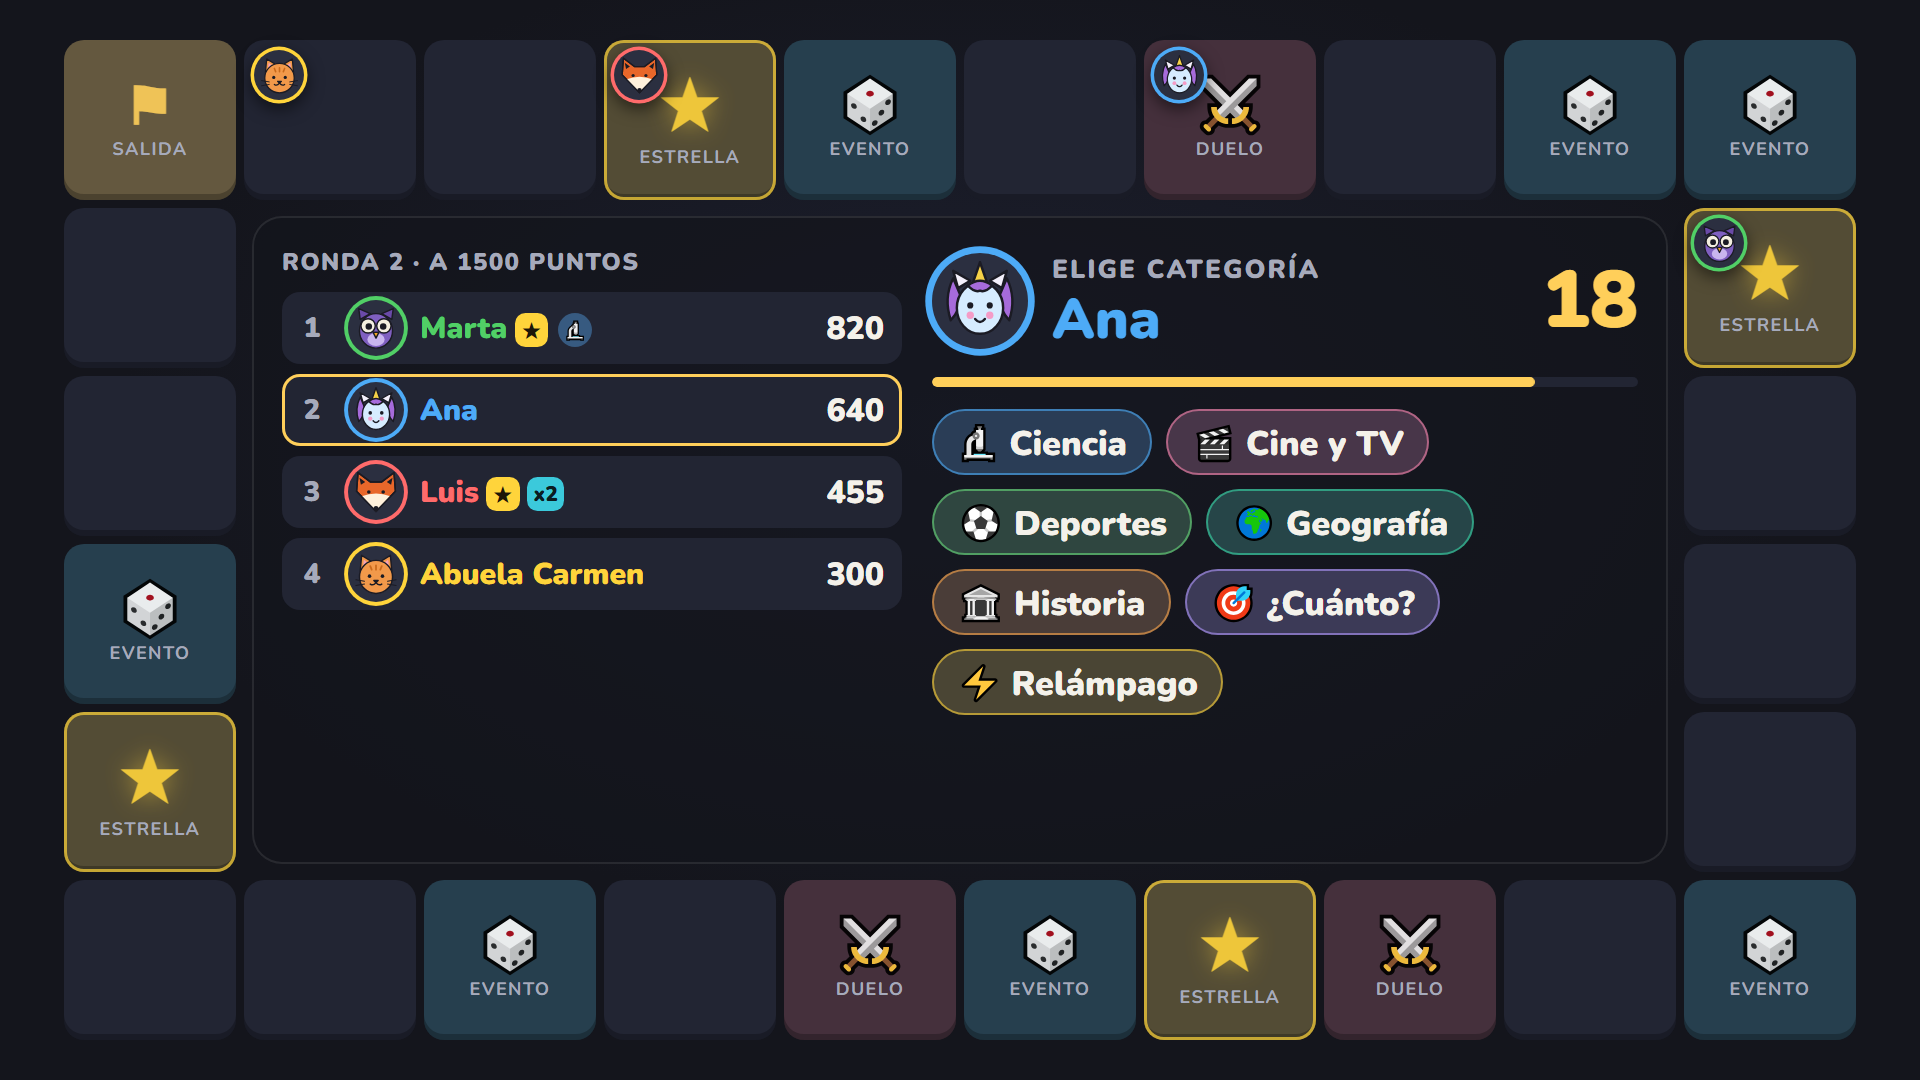 SALIDA
ESTRELLA
EVENTO
DUELO
EVENTO
EVENTO
RONDA 2 · A 1500 PUNTOS
1 Marta ★ 820
2 Ana 640
3 Luis ★ x2 455
4 Abuela Carmen 300
ELIGE CATEGORÍA
Ana
18
Ciencia
Cine y TV
Deportes
Geografía
Historia
¿Cuánto?
Relámpago
ESTRELLA
EVENTO
ESTRELLA
EVENTO
DUELO
EVENTO
ESTRELLA
DUELO
EVENTO